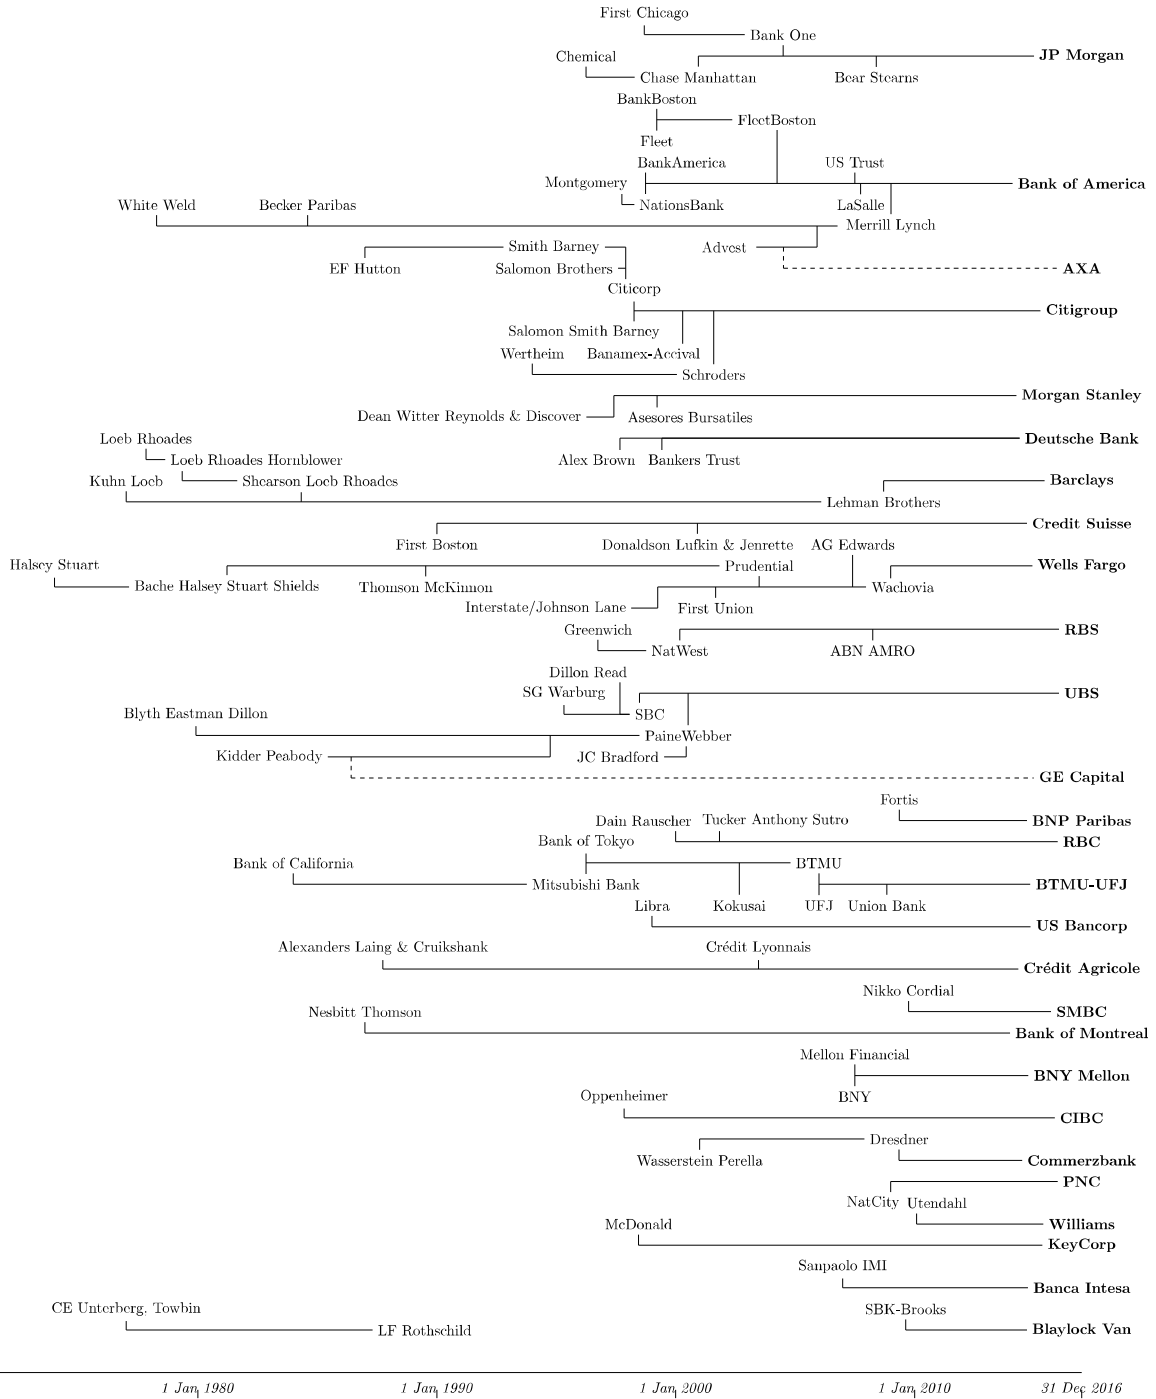 First Chicago
Bank One
Chemical
JP Morgan
Chase Manhattan
Bear Stearns
BankBoston
FleetBoston
Fleet
BankAmerica
US Trust
Montgomery
Bank of America
White Weld
Becker Paribas
NationsBank
LaSalle
Merrill Lynch
Smith Barney
Advest
EF Hutton
Salomon Brothers
AXA
Citicorp
Citigroup
Salomon Smith Barney
Wertheim
Banamex-Accival
Schroders
Morgan Stanley
Dean Witter Reynolds & Discover
Asesores Bursatiles
Loeb Rhoades
Deutsche Bank
Loeb Rhoades Hornblower
Alex Brown
Bankers Trust
Kuhn Loeb
Shearson Loeb Rhoades
Barclays
Lehman Brothers
Credit Suisse
First Boston
Donaldson Lufkin & Jenrette
AG Edwards
Halsey Stuart
Prudential
Wells Fargo
Bache Halsey Stuart Shields
Thomson McKinnon
Wachovia
Interstate/Johnson Lane
First Union
Greenwich
RBS
NatWest
ABN AMRO
Dillon Read
SG Warburg
UBS
Blyth Eastman Dillon
SBC
PaineWebber
Kidder Peabody
JC Bradford
GE Capital
Fortis
Dain Rauscher
Tucker Anthony Sutro
BNP Paribas
Bank of Tokyo
RBC
Bank of California
BTMU
Mitsubishi Bank
BTMU-UFJ
Libra
Kokusai
UFJ
Union Bank
US Bancorp
Alexanders Laing & Cruikshank
Crédit Lyonnais
Crédit Agricole
Nikko Cordial
Nesbitt Thomson
SMBC
Bank of Montreal
Mellon Financial
BNY Mellon
Oppenheimer
BNY
CIBC
Dresdner
Wasserstein Perella
Commerzbank
PNC
NatCity
Utendahl
McDonald
Williams
KeyCorp
Sanpaolo IMI
Banca Intesa
CE Unterberg. Towbin
SBK-Brooks
LF Rothschild
Blaylock Van
1 Jan 1980
1 Jan 1990
1 Jan 2000
1 Jan 2010
31 Dec 2016